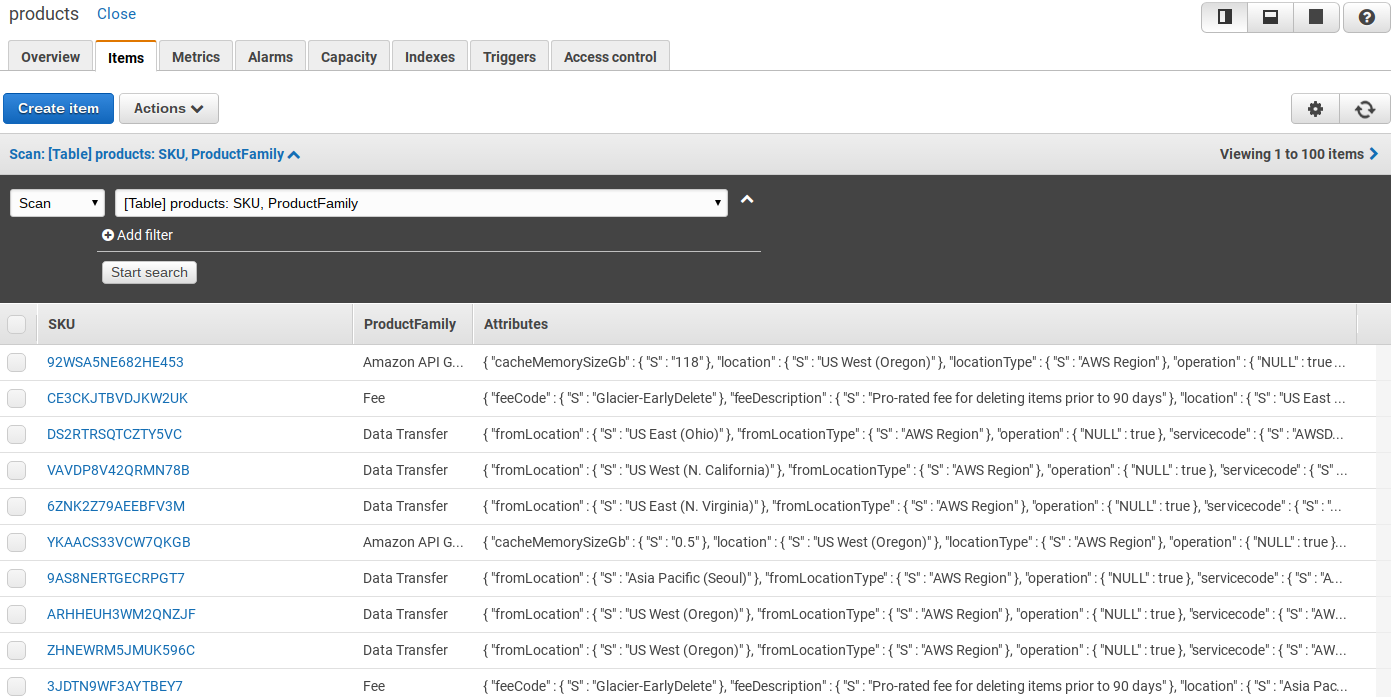 products Close
Overview Items Metrics Alarms Capacity Indexes Triggers Access control
Create item Actions
Scan: [Table] products: SKU, ProductFamily Viewing 1 to 100 items
Scan [Table] products: SKU, ProductFamily
Add filter
Start search
SKU ProductFamily Attributes
92WSA5NE682HE453 Amazon API G... { "cacheMemorySizeGb" : { "S" : "118" }, "location" : { "S" : "US West (Oregon)" }, "locationType" : { "S" : "AWS Region" }, "operation" : { "NULL" : true ...
CE3CKJTBVDJKW2UK Fee { "feeCode" : { "S" : "Glacier-EarlyDelete" }, "feeDescription" : { "S" : "Pro-rated fee for deleting items prior to 90 days" }, "location" : { "S" : "US East ...
DS2RTRSQTCZTY5VC Data Transfer { "fromLocation" : { "S" : "US East (Ohio)" }, "fromLocationType" : { "S" : "AWS Region" }, "operation" : { "NULL" : true }, "servicecode" : { "S" : "AWSD...
VAVDP8V42QRMN78B Data Transfer { "fromLocation" : { "S" : "US West (N. California)" }, "fromLocationType" : { "S" : "AWS Region" }, "operation" : { "NULL" : true }, "servicecode" : { "S" ...
6ZNK2Z79AEEBFV3M Data Transfer { "fromLocation" : { "S" : "US East (N. Virginia)" }, "fromLocationType" : { "S" : "AWS Region" }, "operation" : { "NULL" : true }, "servicecode" : { "S" : "...
YKAACS33VCW7QKGB Amazon API G... { "cacheMemorySizeGb" : { "S" : "0.5" }, "location" : { "S" : "US West (Oregon)" }, "locationType" : { "S" : "AWS Region" }, "operation" : { "NULL" : true }...
9AS8NERTGECRPGT7 Data Transfer { "fromLocation" : { "S" : "Asia Pacific (Seoul)" }, "fromLocationType" : { "S" : "AWS Region" }, "operation" : { "NULL" : true }, "servicecode" : { "S" : "A...
ARHHEUH3WM2QNZJF Data Transfer { "fromLocation" : { "S" : "US West (Oregon)" }, "fromLocationType" : { "S" : "AWS Region" }, "operation" : { "NULL" : true }, "servicecode" : { "S" : "AW...
ZHNEWRM5JMUK596C Data Transfer { "fromLocation" : { "S" : "US West (Oregon)" }, "fromLocationType" : { "S" : "AWS Region" }, "operation" : { "NULL" : true }, "servicecode" : { "S" : "AW...
3JDTN9WF3AYTBEY7 Fee { "feeCode" : { "S" : "Glacier-EarlyDelete" }, "feeDescription" : { "S" : "Pro-rated fee for deleting items prior to 90 days" }, "location" : { "S" : "Asia Pac...